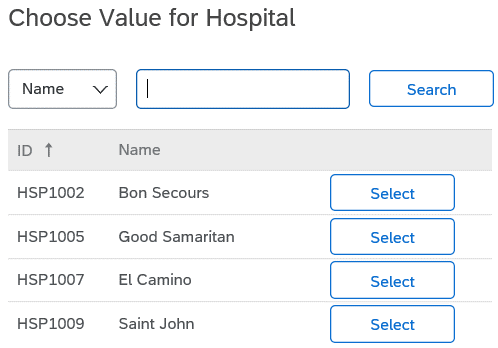 Choose Value for Hospital
Name Search
ID ↑ Name
HSP1002 Bon Secours Select
HSP1005 Good Samaritan Select
HSP1007 El Camino Select
HSP1009 Saint John Select